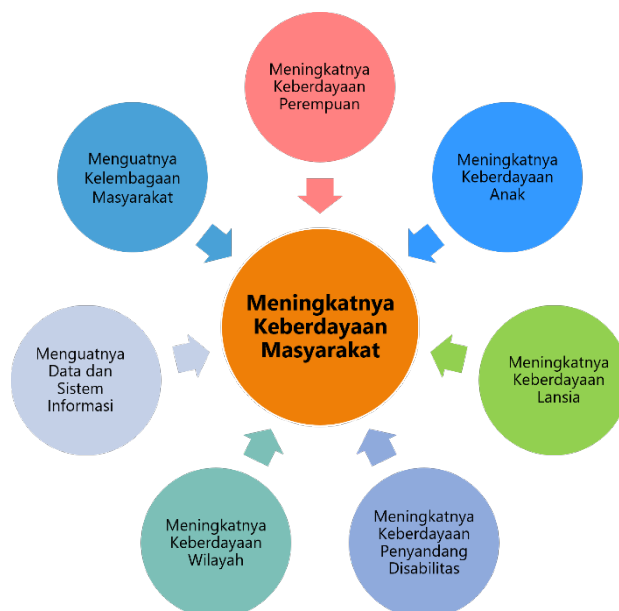 Meningkatnya
Keberdayaan
Perempuan
Meningkatnya
Keberdayaan
Anak
Meningkatnya
Keberdayaan
Lansia
Meningkatnya
Keberdayaan
Penyandang
Disabilitas
Meningkatnya
Keberdayaan
Wilayah
Menguatnya
Data dan
Sistem
Informasi
Menguatnya
Kelembagaan
Masyarakat
Meningkatnya
Keberdayaan
Masyarakat